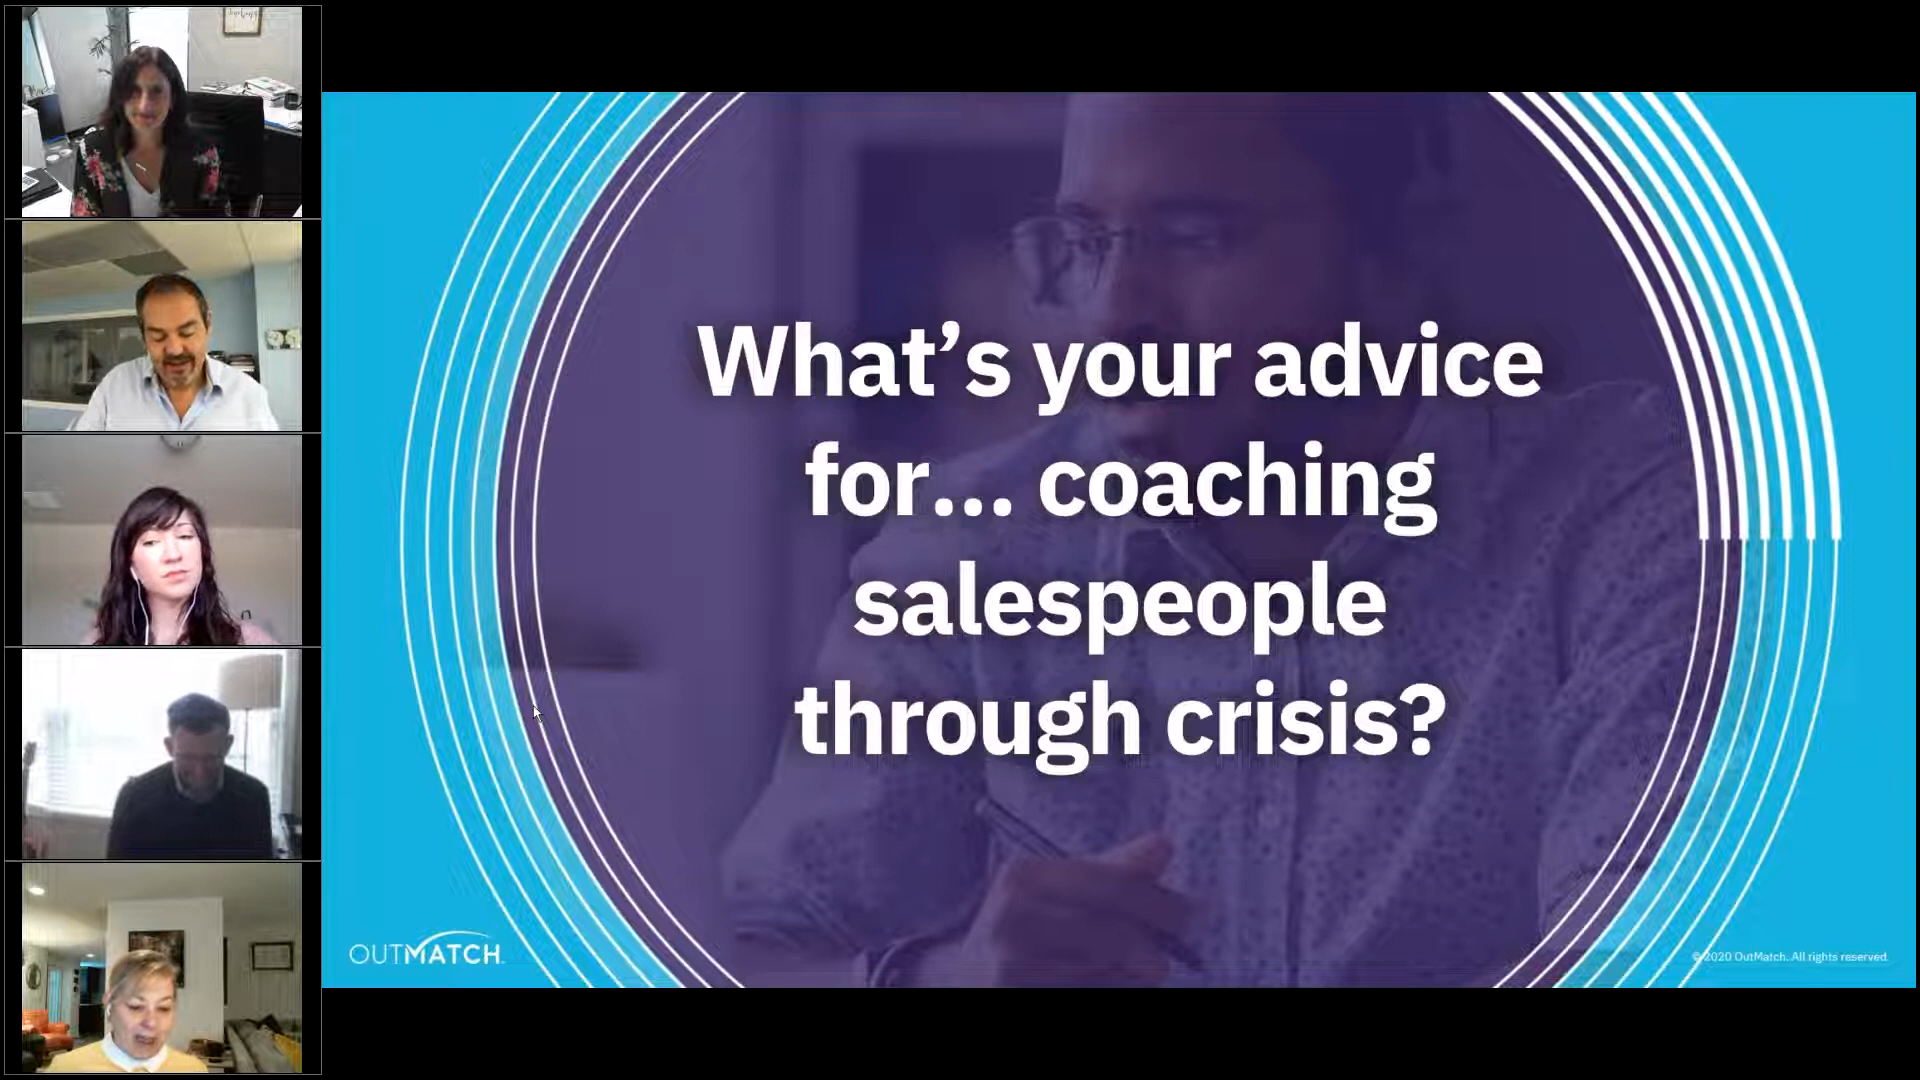 What's your advice
for... coaching
salespeople
through crisis?
OUTMATCH
© 2020 OutMatch. All rights reserved.